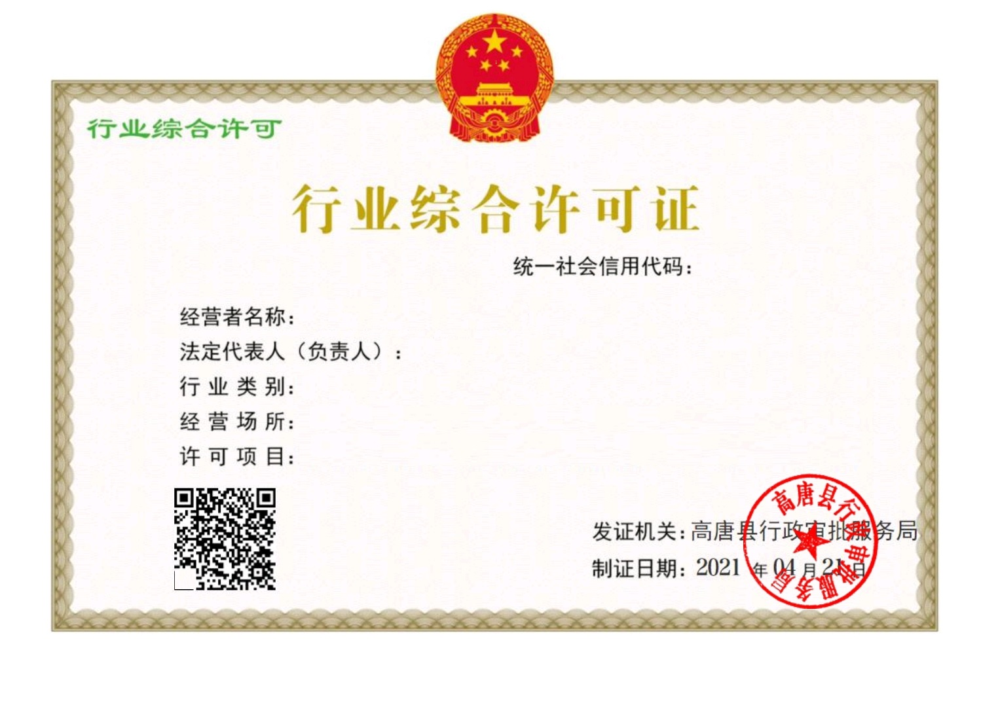 行业综合许可
行业综合许可证
统一社会信用代码：
经营者名称：
法定代表人（负责人）：
行业类别：
经营场所：
许可项目：
发证机关：高唐县行政审批服务局
制证日期：2021 年 04 月 21 日
高唐县行政审批服务局